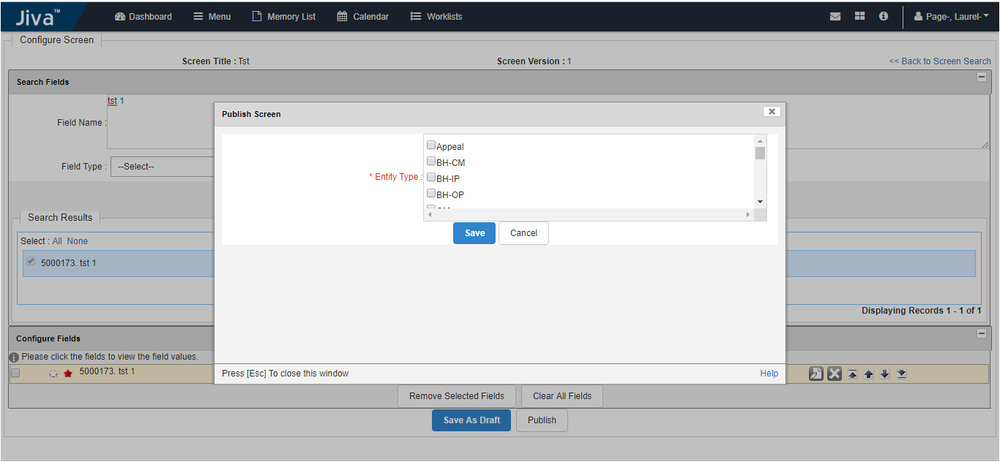 Jiva™ Dashboard Menu Memory List Calendar Worklists Page-, Laurel-
Configure Screen
Screen Title : Tst Screen Version : 1 << Back to Screen Search
Search Fields
tst 1
Field Name :
Field Type : --Select--
Search Results
Select : All None
5000173. tst 1
Displaying Records 1 - 1 of 1
Publish Screen
Appeal
BH-CM
* Entity Type :
BH-IP
BH-OP
Save Cancel
Press [Esc] To close this window Help
Configure Fields
Please click the fields to view the field values.
5000173. tst 1
Remove Selected Fields Clear All Fields
Save As Draft Publish